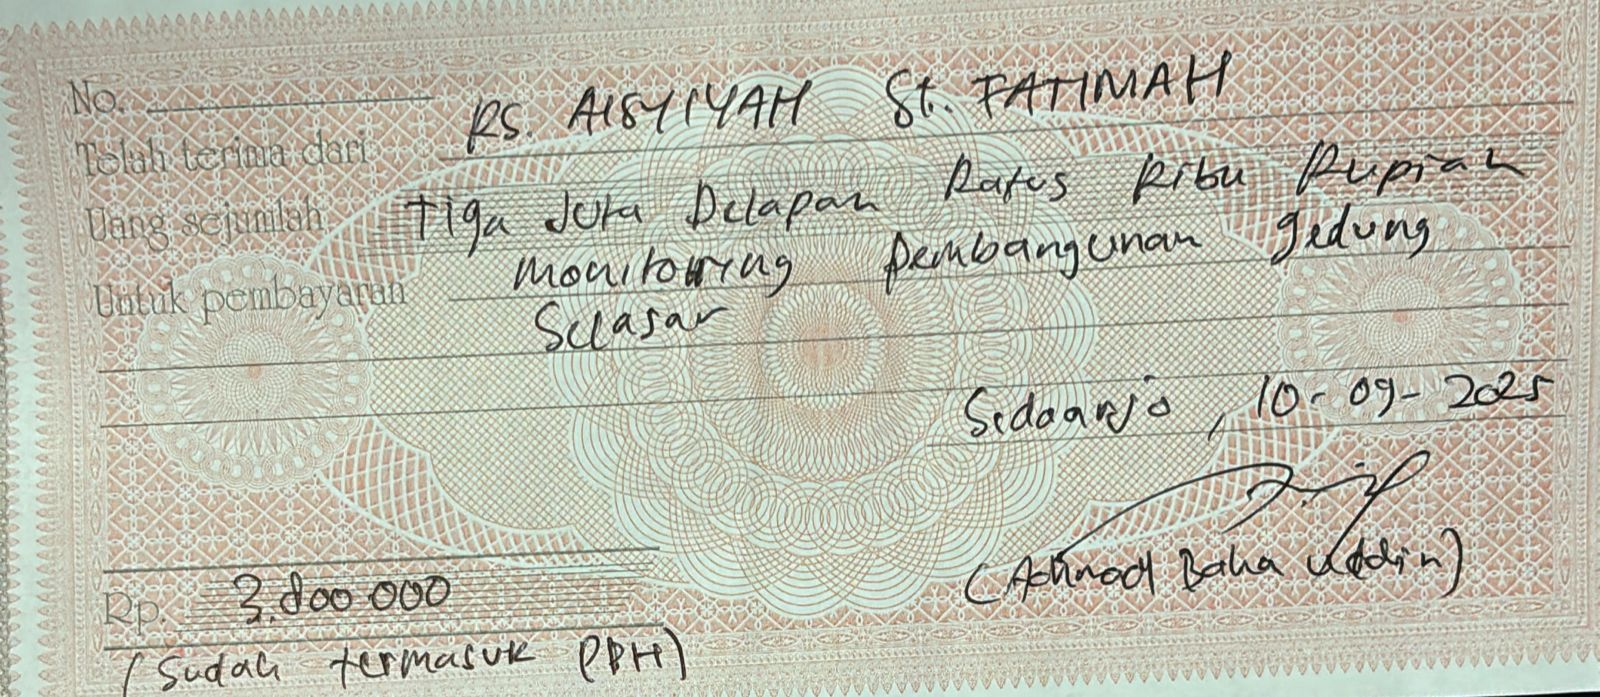 No.
Telah terima dari RS. AISYIYAH St. FATIMAH
Uang sejumlah Tiga Juta Delapan Ratus Ribu Rupiah
Untuk pembayaran monitoring pembangunan gedung
Selasar
Sidoarjo, 10-09-2025
(Achmad Baha Uddin)
Rp. 3.800.000
(Sudah termasuk PPH)